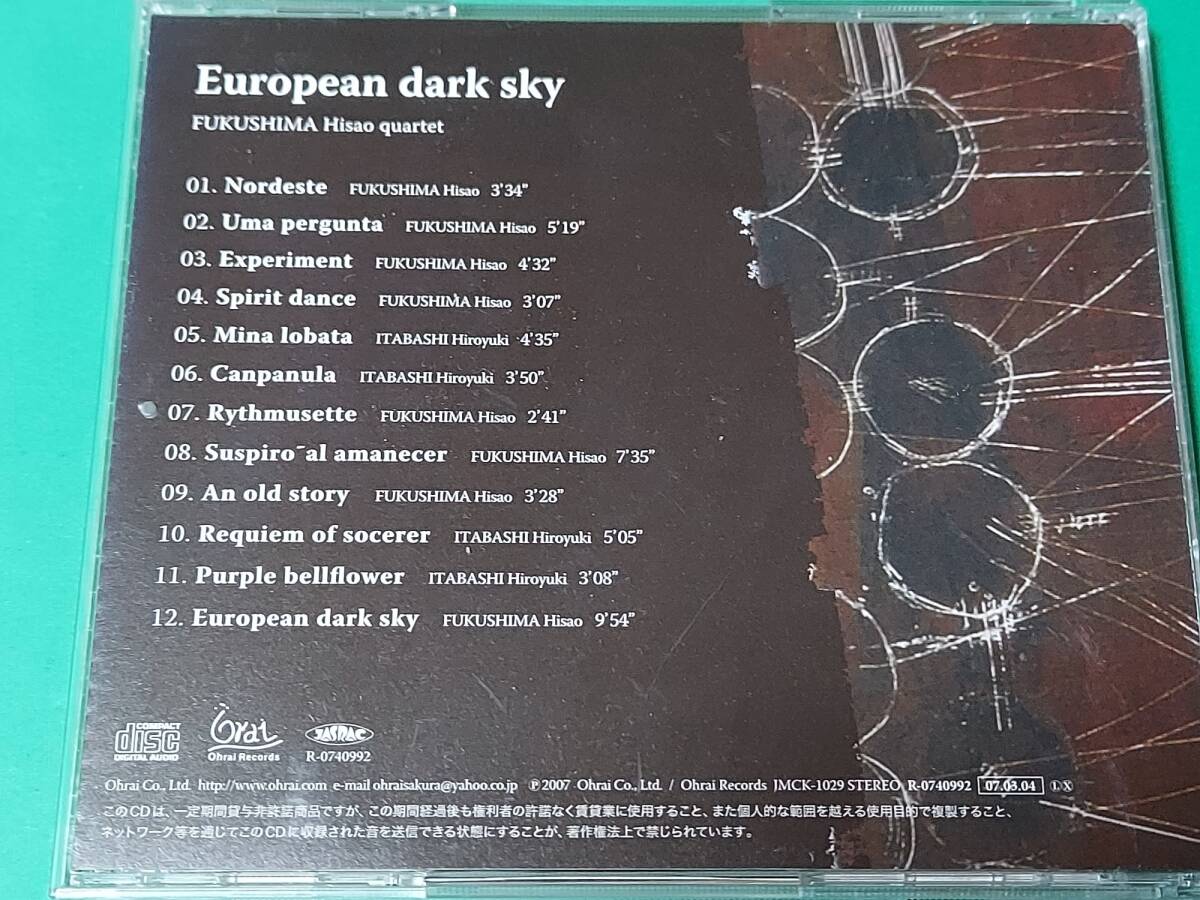 European dark sky
FUKUSHIMA Hisao quartet
01. Nordeste FUKUSHIMA Hisao 3'34”
02. Uma pergunta FUKUSHIMA Hisao 5'19”
03. Experiment FUKUSHIMA Hisao 4'32”
04. Spirit dance FUKUSHIMA Hisao 3'07”
05. Mina lobata ITABASHI Hiroyuki 4'35”
06. Canpanula ITABASHI Hiroyuki 3'50”
07. Rythmusette FUKUSHIMA Hisao 2'41”
08. Suspiro~al amanecer FUKUSHIMA Hisao 7'35”
09. An old story FUKUSHIMA Hisao 3'28”
10. Requiem of socerer ITABASHI Hiroyuki 5'05”
11. Purple bellflower ITABASHI Hiroyuki 3'08”
12. European dark sky FUKUSHIMA Hisao 9'54”
COMPACT disc DIGITAL AUDIO Ohrai Ohrai Records JASRAC R-0740992
Ohrai Co., Ltd. http://www.ohrai.com e-mail ohraisakura@yahoo.co.jp ℗2007 Ohrai Co., Ltd. / Ohrai Records JMCK-1029 STEREO R-0740992 07.03.04 Ⓛ Ⓧ
このCDは、一定期間貸与非許諾商品ですが、この期間経過後も権利者の許諾なく賃貸業に使用すること、また個人的な範囲を越える使用目的で複製すること、
ネットワーク等を通じてこのCDに収録された音を送信できる状態にすることが、著作権法上で禁じられています。